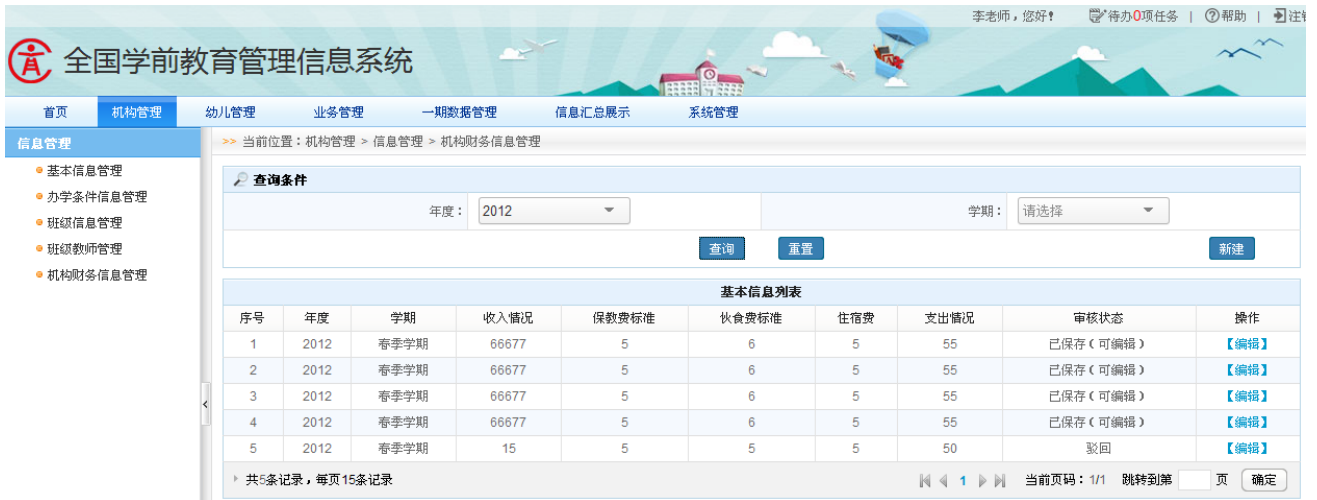 李老师，您好! 待办0项任务 | 帮助 | 注
全国学前教育管理信息系统
首页 机构管理 幼儿管理 业务管理 一期数据管理 信息汇总展示 系统管理
信息管理
>> 当前位置：机构管理 > 信息管理 > 机构财务信息管理
基本信息管理
办学条件信息管理
班级信息管理
班级教师管理
机构财务信息管理
查询条件
年度： 2012 学期： 请选择
查询 重置 新建
基本信息列表
序号 年度 学期 收入情况 保教费标准 伙食费标准 住宿费 支出情况 审核状态 操作
1 2012 春季学期 66677 5 6 5 55 已保存（可编辑） 【编辑】
2 2012 春季学期 66677 5 6 5 55 已保存（可编辑） 【编辑】
3 2012 春季学期 66677 5 6 5 55 已保存（可编辑） 【编辑】
4 2012 春季学期 66677 5 6 5 55 已保存（可编辑） 【编辑】
5 2012 春季学期 15 5 5 5 50 驳回 【编辑】
共5条记录，每页15条记录 1 当前页码：1/1 跳转到第 页 确定